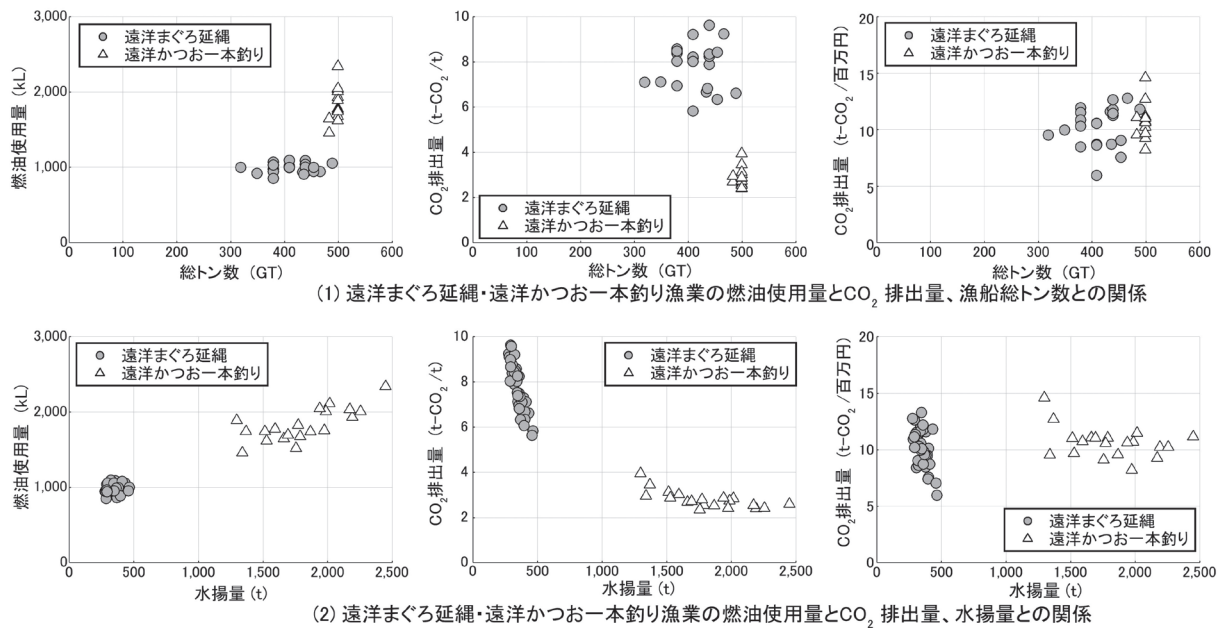 3,000
2,000
1,000
0
燃油使用量 (kL)
遠洋まぐろ延縄
遠洋かつお一本釣り
0 100 200 300 400 500 600
総トン数 (GT)
10
8
6
4
2
0
CO₂排出量 (t-CO₂/t)
遠洋まぐろ延縄
遠洋かつお一本釣り
0 100 200 300 400 500 600
総トン数 (GT)
20
15
10
5
0
CO₂排出量 (t-CO₂/百万円)
遠洋まぐろ延縄
遠洋かつお一本釣り
0 100 200 300 400 500 600
総トン数 (GT)
(1) 遠洋まぐろ延縄・遠洋かつお一本釣り漁業の燃油使用量とCO₂ 排出量、漁船総トン数との関係
3,000
2,000
1,000
0
燃油使用量 (kL)
遠洋まぐろ延縄
遠洋かつお一本釣り
0 500 1,000 1,500 2,000 2,500
水揚量 (t)
10
8
6
4
2
0
CO₂排出量 (t-CO₂/t)
遠洋まぐろ延縄
遠洋かつお一本釣り
0 500 1,000 1,500 2,000 2,500
水揚量 (t)
20
15
10
5
0
CO₂排出量 (t-CO₂/百万円)
遠洋まぐろ延縄
遠洋かつお一本釣り
0 500 1,000 1,500 2,000 2,500
水揚量 (t)
(2) 遠洋まぐろ延縄・遠洋かつお一本釣り漁業の燃油使用量とCO₂ 排出量、水揚量との関係